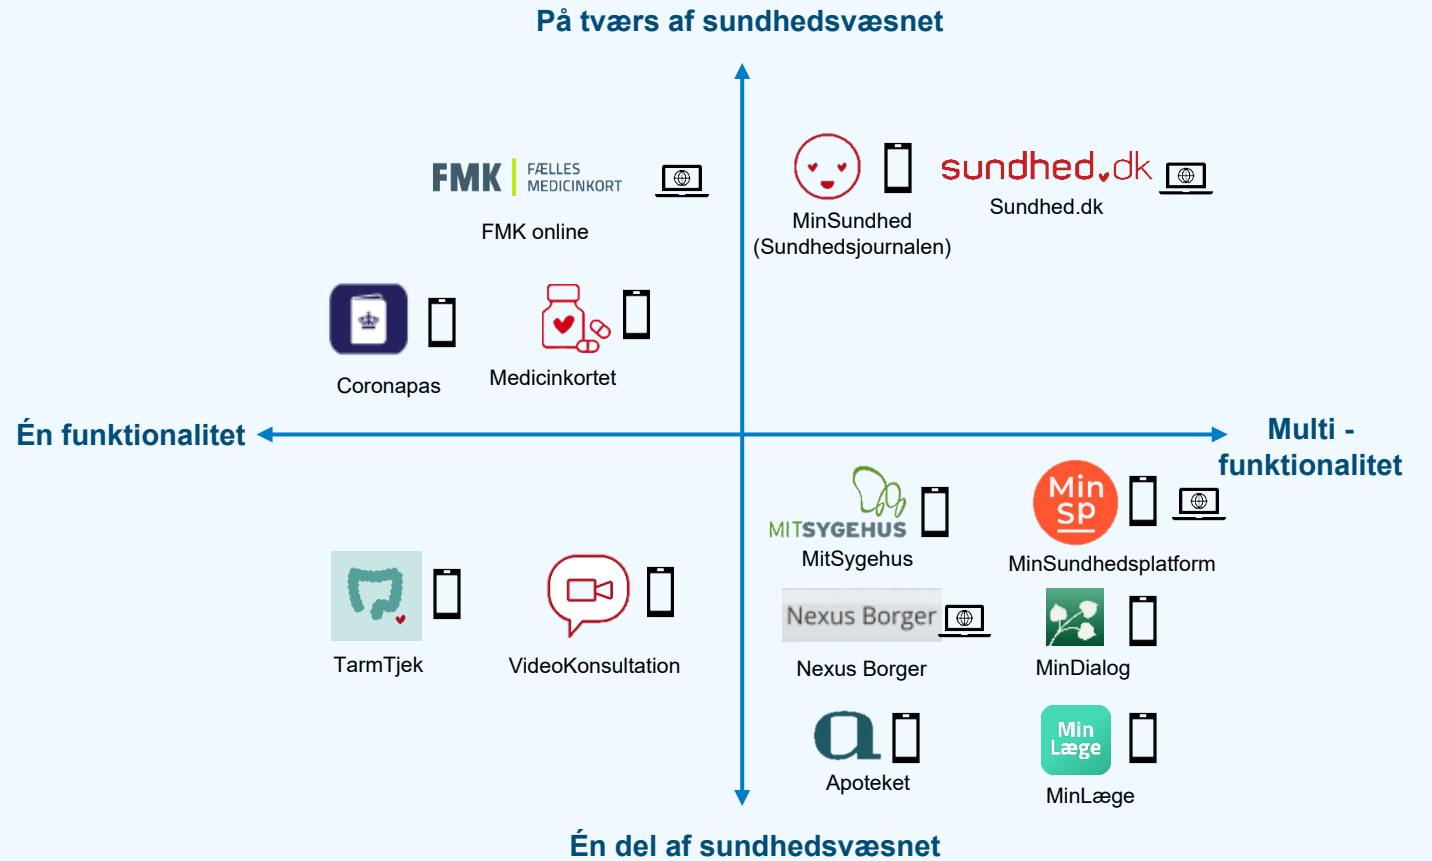 På tværs af sundhedsvæsnet
FMK FÆLLES
MEDICINKORT
FMK online
MinSundhed
(Sundhedsjournalen)
sundhed.dk
Sundhed.dk
Coronapas
Medicinkortet
Én funktionalitet
Multi -
funktionalitet
MITSYGEHUS
MitSygehus
Min
SP
MinSundhedsplatform
TarmTjek
VideoKonsultation
Nexus Borger
Nexus Borger
MinDialog
a
Apoteket
Min
Læge
MinLæge
Én del af sundhedsvæsnet